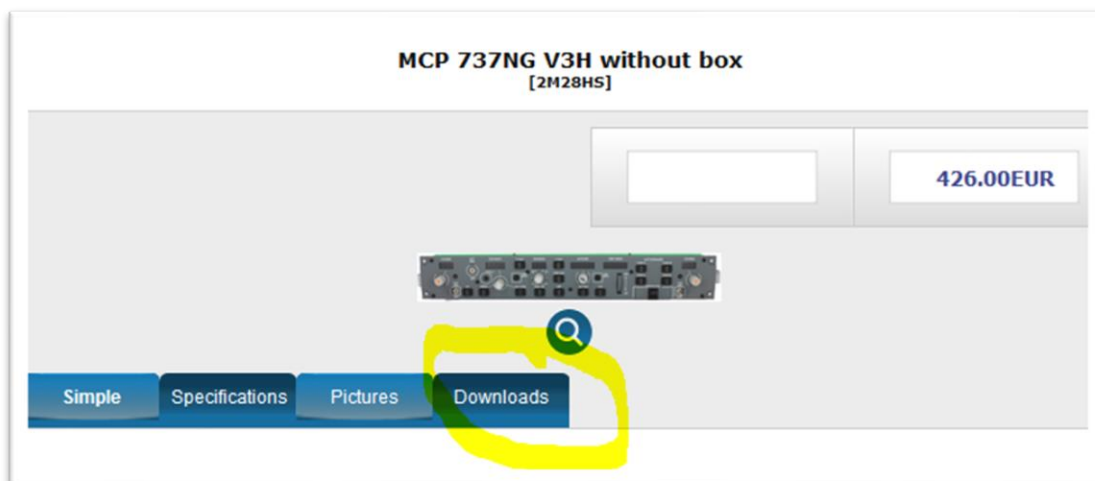 MCP 737NG V3H without box
[2M28HS]
426.00EUR
Simple Specifications Pictures Downloads